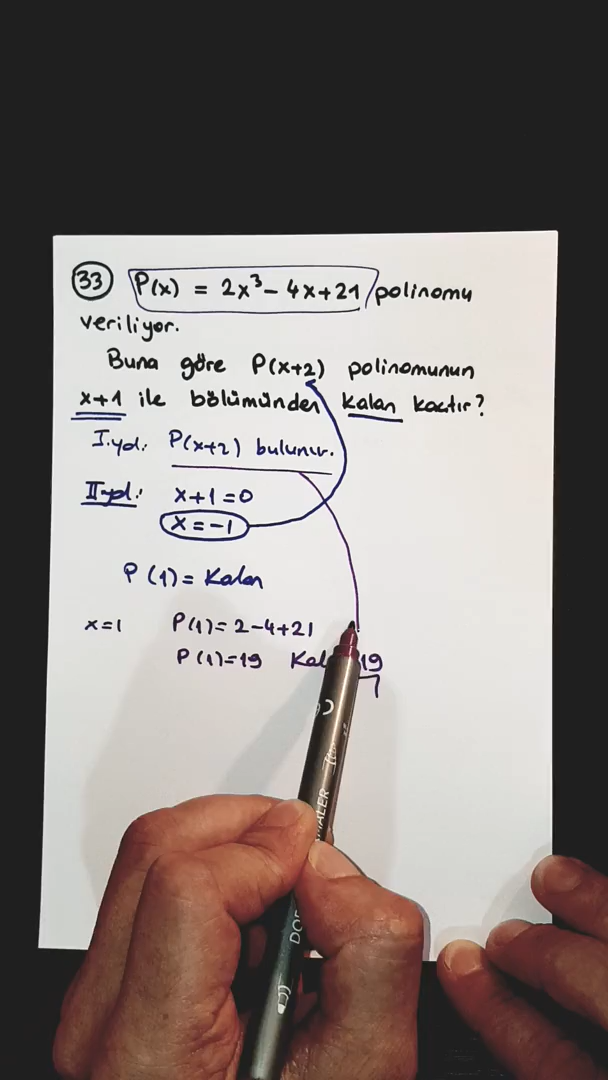 33 P(x) = 2x³ - 4x + 21 polinomu
veriliyor.
Buna göre P(x+2) polinomunun
x+1 ile bölümünden kalan kaçtır?
I. yol: P(x+2) bulunur.
II. yol: x+1=0
x = -1
P(1) = Kalan
x=1 P(1) = 2-4+21
P(1)=19 19